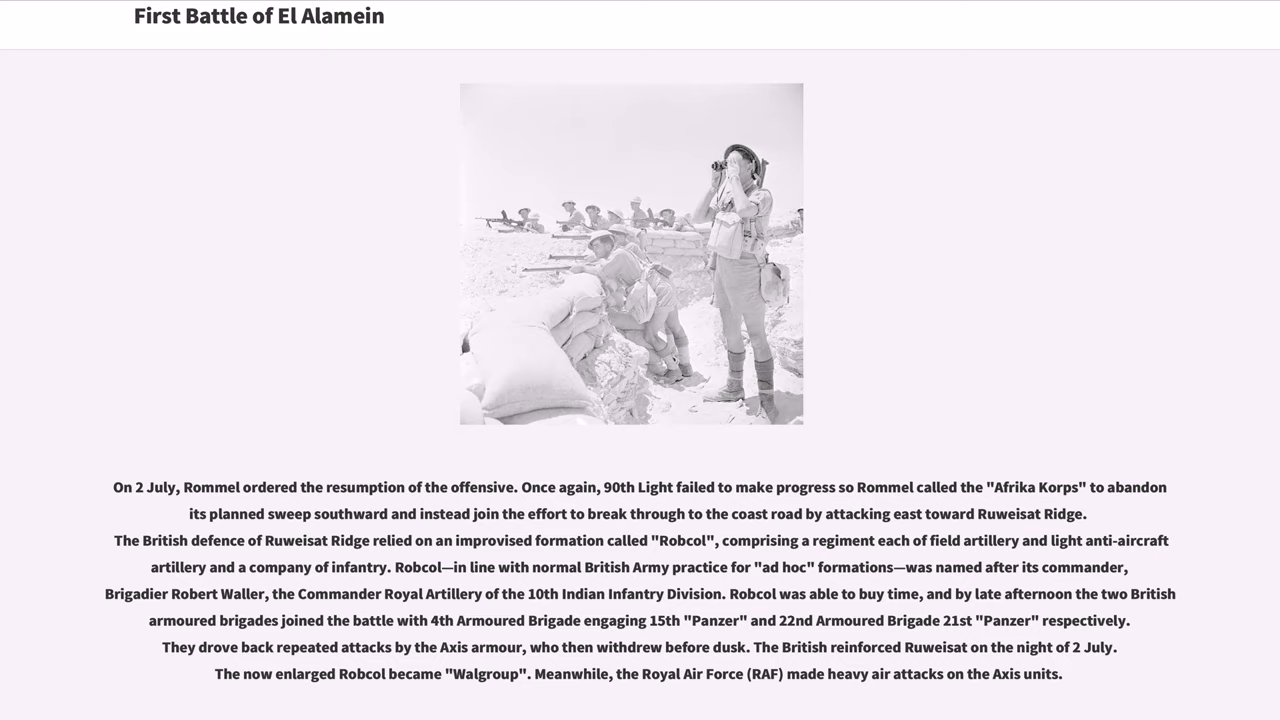 First Battle of El Alamein
On 2 July, Rommel ordered the resumption of the offensive. Once again, 90th Light failed to make progress so Rommel called the "Afrika Korps" to abandon
its planned sweep southward and instead join the effort to break through to the coast road by attacking east toward Ruweisat Ridge.
The British defence of Ruweisat Ridge relied on an improvised formation called "Robcol", comprising a regiment each of field artillery and light anti-aircraft
artillery and a company of infantry. Robcol—in line with normal British Army practice for "ad hoc" formations—was named after its commander,
Brigadier Robert Waller, the Commander Royal Artillery of the 10th Indian Infantry Division. Robcol was able to buy time, and by late afternoon the two British
armoured brigades joined the battle with 4th Armoured Brigade engaging 15th "Panzer" and 22nd Armoured Brigade 21st "Panzer" respectively.
They drove back repeated attacks by the Axis armour, who then withdrew before dusk. The British reinforced Ruweisat on the night of 2 July.
The now enlarged Robcol became "Walgroup". Meanwhile, the Royal Air Force (RAF) made heavy air attacks on the Axis units.